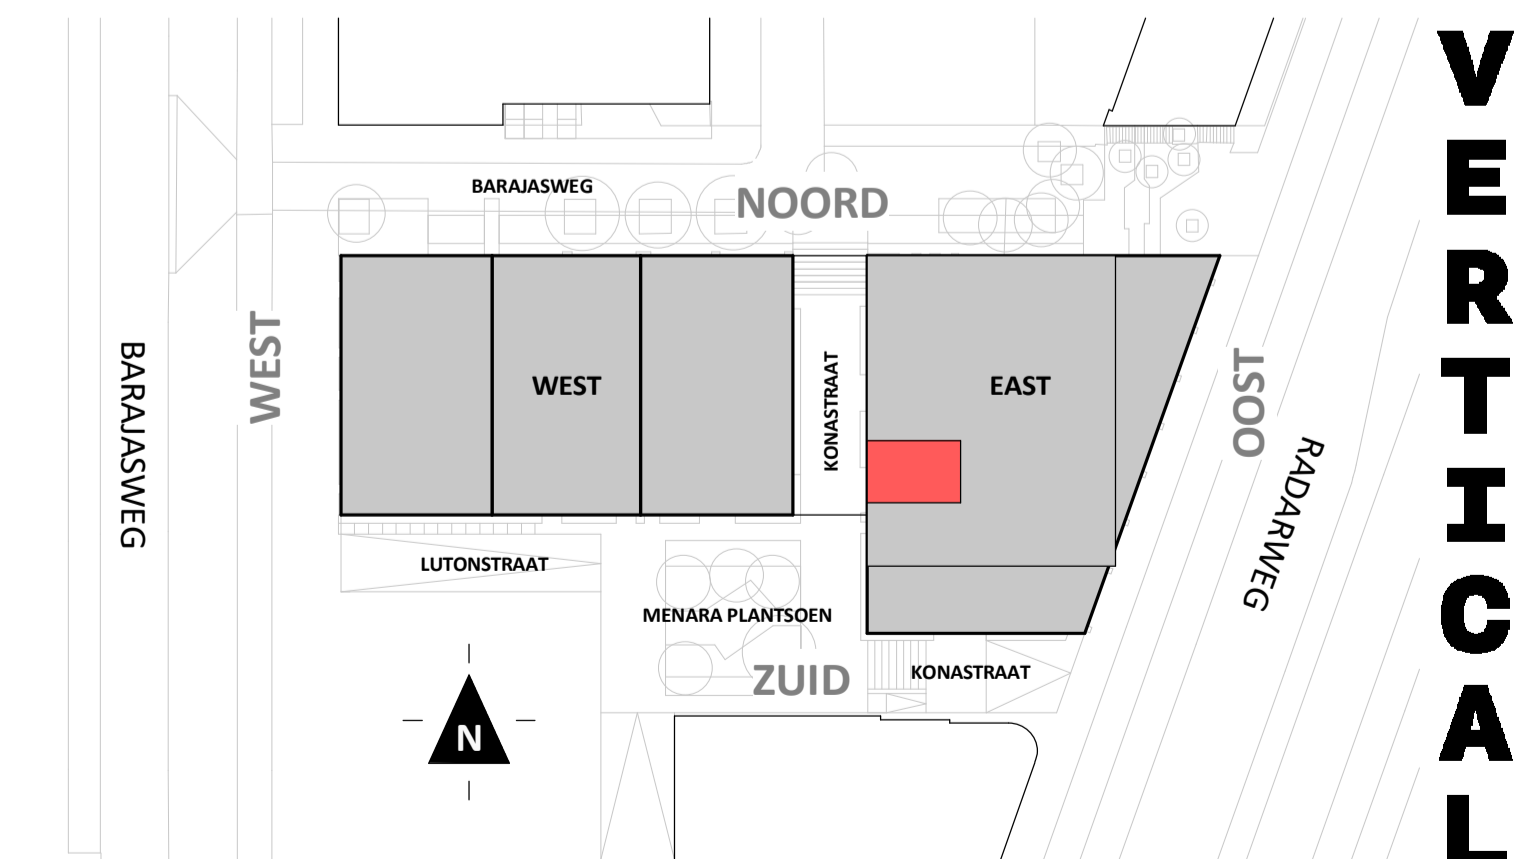 BARAJASWEG
NOORD
BARAJASWEG
WEST
WEST
KONASTRAAT
EAST
OOST
RADARWEG
LUTONSTRAAT
MENARA PLANTSOEN
ZUID
KONASTRAAT
N
VERTICAL